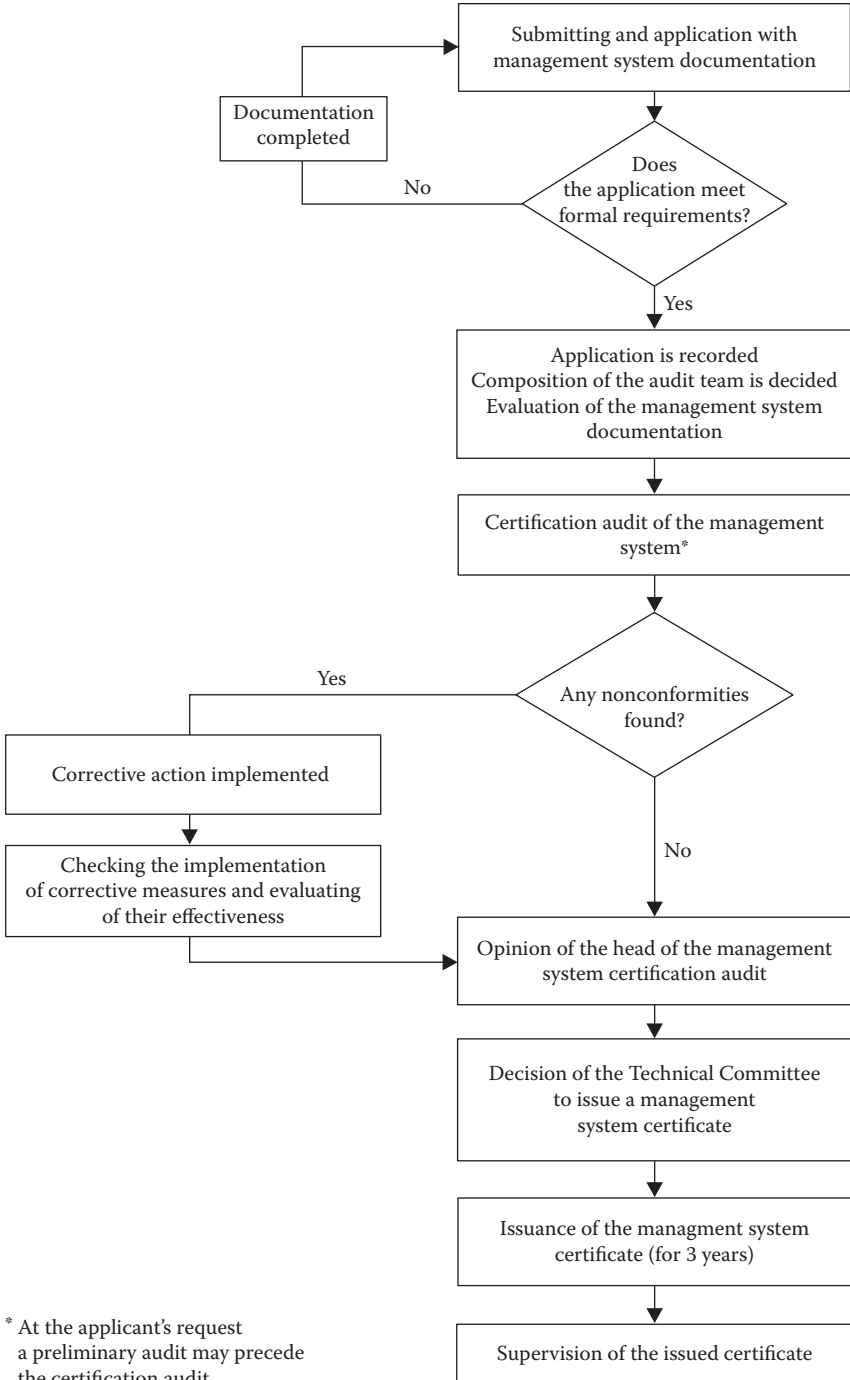 Submitting and application with
management system documentation
Documentation
completed
Does
the application meet
formal requirements?
No
Yes
Application is recorded
Composition of the audit team is decided
Evaluation of the management system
documentation
Certification audit of the management
system*
Any nonconformities
found?
Yes
Corrective action implemented
No
Checking the implementation
of corrective measures and evaluating
of their effectiveness
Opinion of the head of the management
system certification audit
Decision of the Technical Committee
to issue a management
system certificate
Issuance of the managment system
certificate (for 3 years)
Supervision of the issued certificate
* At the applicant's request
a preliminary audit may precede
the certification audit